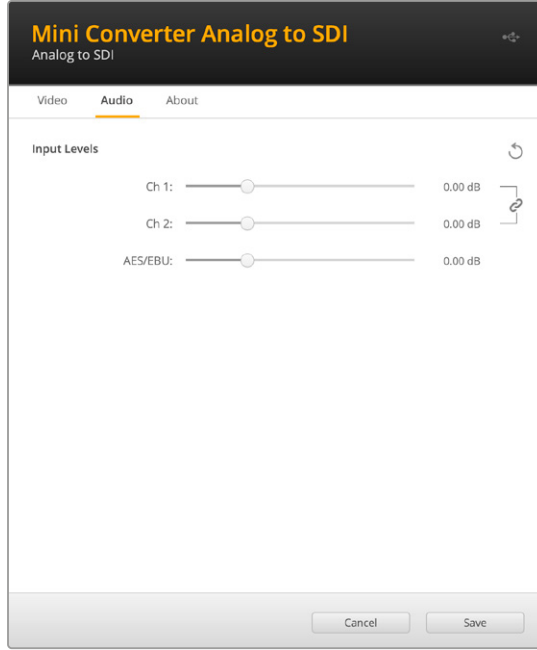 Mini Converter Analog to SDI
Analog to SDI
Video Audio About
Input Levels
Ch 1: 0.00 dB
Ch 2: 0.00 dB
AES/EBU: 0.00 dB
Cancel Save